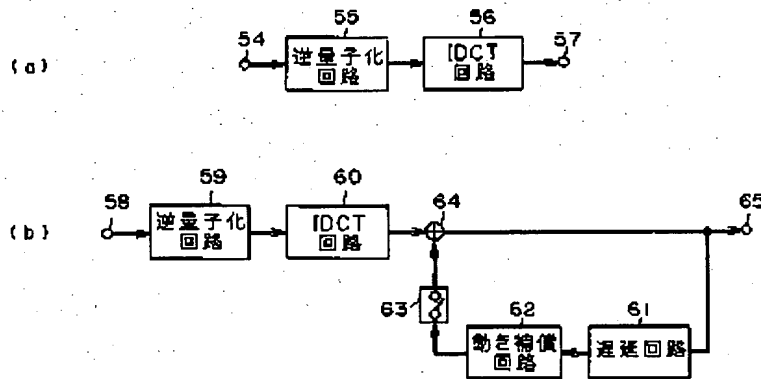 (a)
54
55
逆量子化
回路
56
IDCT
回路
57
(b)
58
59
逆量子化
回路
60
IDCT
回路
64
65
63
62
動き補償
回路
61
遅延回路